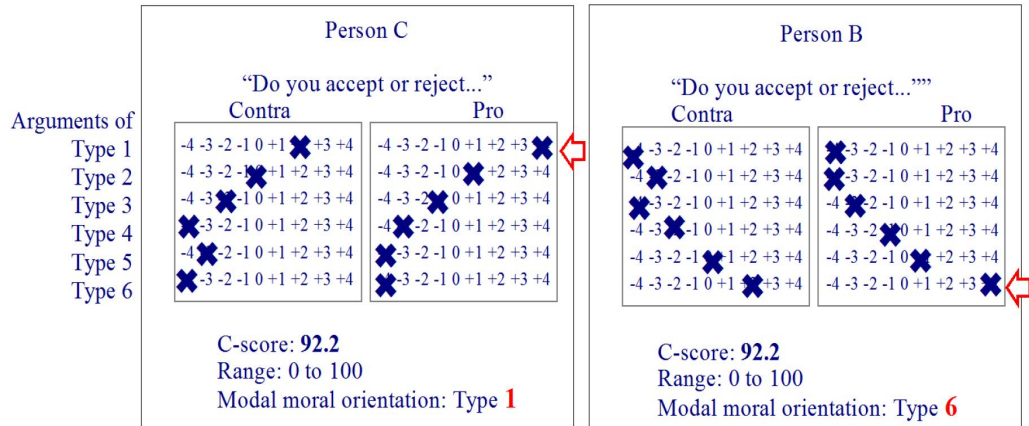 Person C
“Do you accept or reject...”
Contra Pro
Arguments of
Type 1 -4 -3 -2 -1 0 +1 +3 +4 -4 -3 -2 -1 0 +1 +2 +3
Type 2 -4 -3 -2 -1 +1 +2 +3 +4 -4 -3 -2 -1 0 +2 +3 +4
Type 3 -4 -3 -1 0 +1 +2 +3 +4 -4 -3 -2 0 +1 +2 +3 +4
Type 4 -3 -2 -1 0 +1 +2 +3 +4 -4 -2 -1 0 +1 +2 +3 +4
Type 5 -4 -2 -1 0 +1 +2 +3 +4 -3 -2 -1 0 +1 +2 +3 +4
Type 6 -3 -2 -1 0 +1 +2 +3 +4 -3 -2 -1 0 +1 +2 +3 +4
C-score: 92.2
Range: 0 to 100
Modal moral orientation: Type 1
Person B
“Do you accept or reject...””
Contra Pro
-4 -3 -2 -1 0 +1 +2 +3 +4 -3 -2 -1 0 +1 +2 +3 +4
-4 -2 -1 0 +1 +2 +3 +4 -3 -2 -1 0 +1 +2 +3 +4
-3 -2 -1 0 +1 +2 +3 +4 -4 -2 -1 0 +1 +2 +3 +4
-4 -3 -1 0 +1 +2 +3 +4 -4 -3 -2 0 +1 +2 +3 +4
-4 -3 -2 -1 0 +1 +2 +3 +4 -4 -3 -2 -1 0 +2 +3 +4
-4 -3 -2 -1 0 +1 +3 +4 -4 -3 -2 -1 0 +1 +2 +3
C-score: 92.2
Range: 0 to 100
Modal moral orientation: Type 6